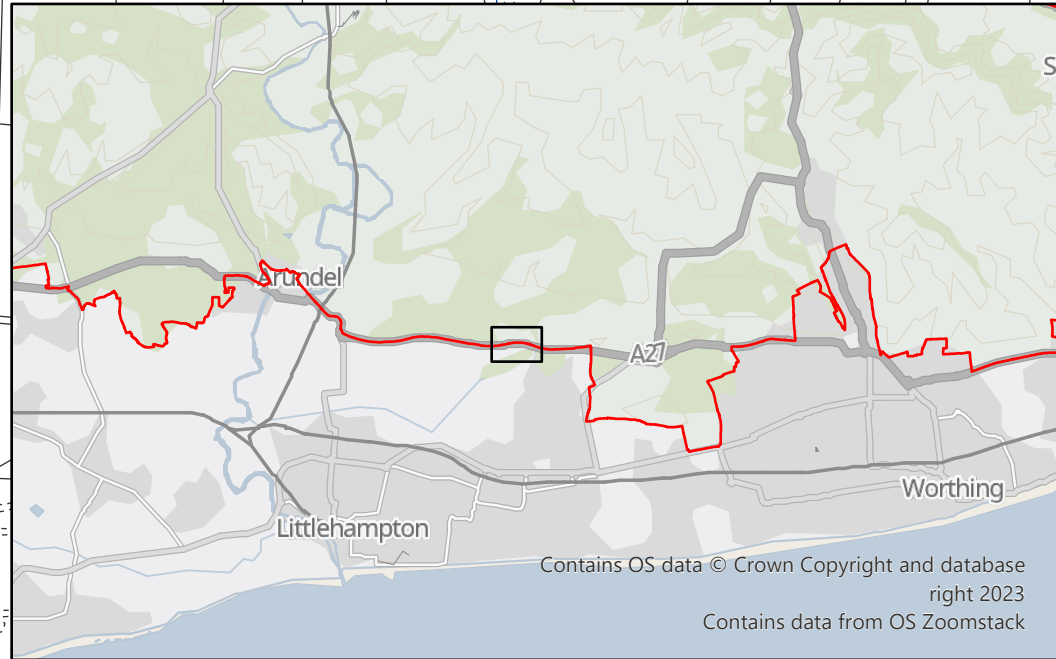 S
Arundel
A27
Worthing
Littlehampton
Contains OS data © Crown Copyright and database
right 2023
Contains data from OS Zoomstack